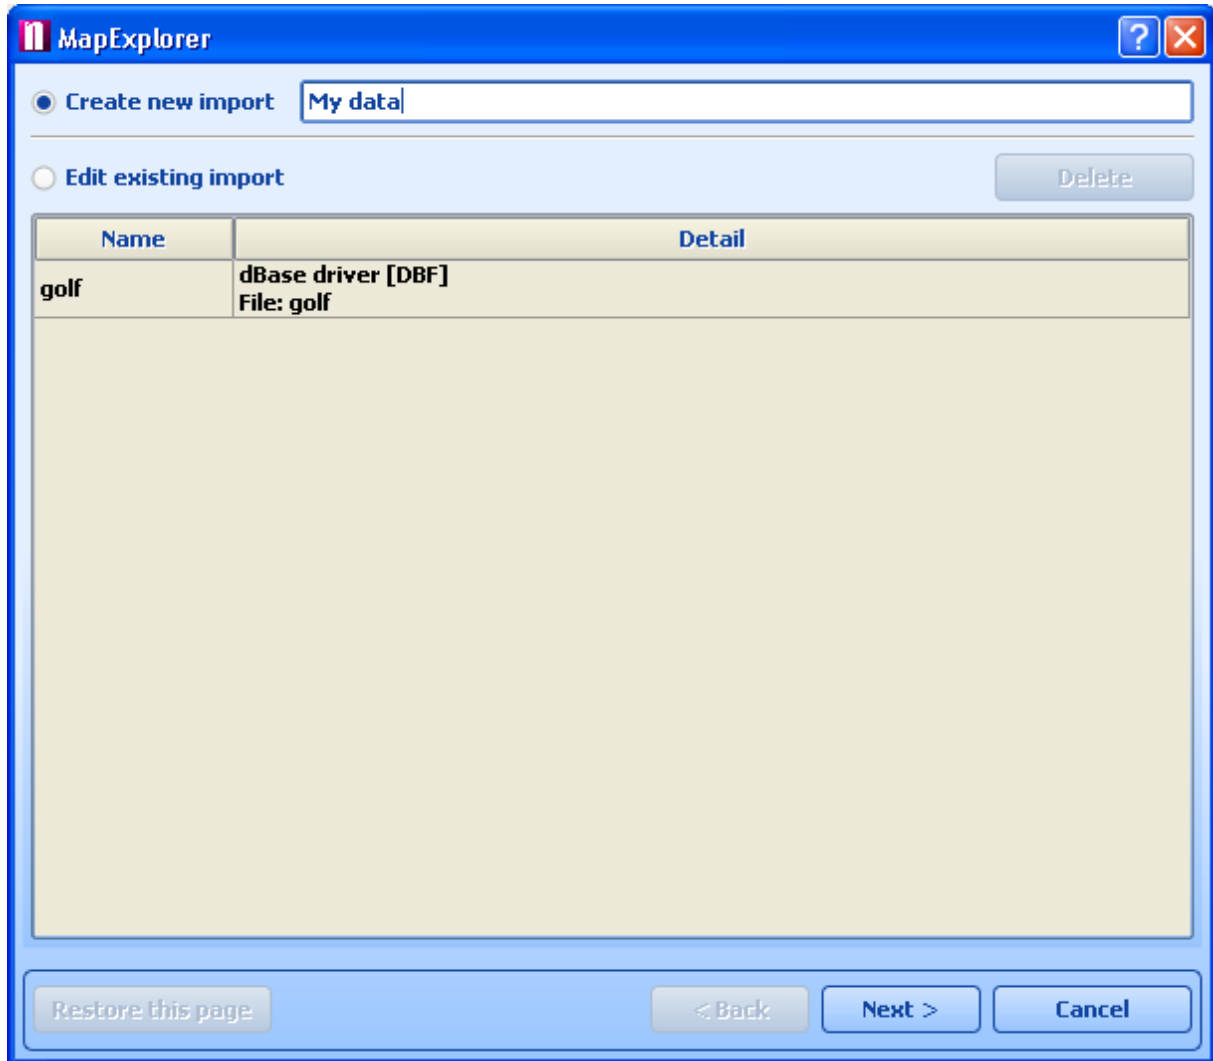 MapExplorer
Create new import My data
Edit existing import Delete
Name Detail
golf dBase driver [DBF]
File: golf
Restore this page < Back Next > Cancel